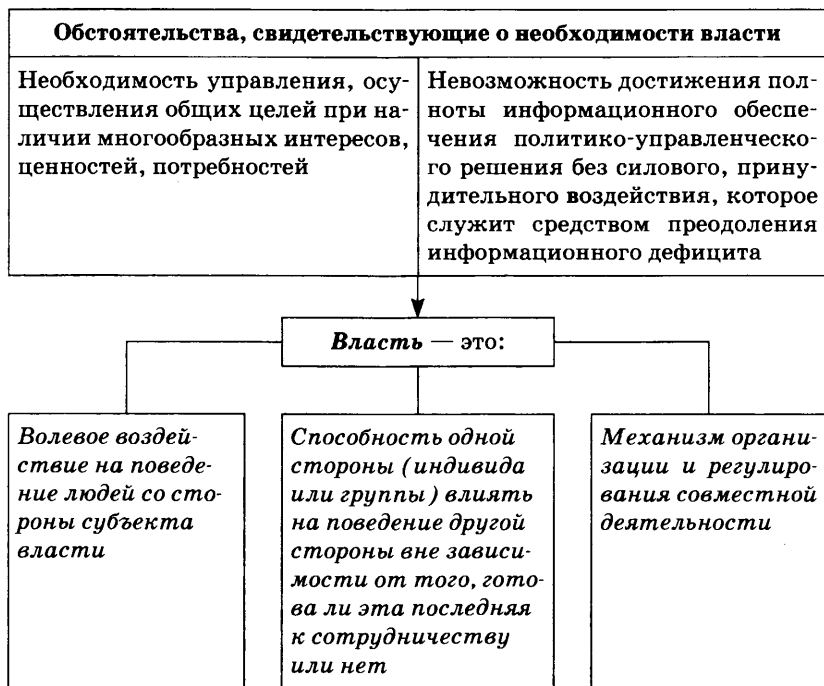 Обстоятельства, свидетельствующие о необходимости власти
Необходимость управления, осу-
ществления общих целей при на-
личии многообразных интересов,
ценностей, потребностей
Невозможность достижения пол-
ноты информационного обеспе-
чения политико-управленческо-
го решения без силового, прину-
дительного воздействия, которое
служит средством преодоления
информационного дефицита
Власть — это:
Волевое воздей-
ствие на поведе-
ние людей со сто-
роны субъекта
власти
Способность одной
стороны (индивида
или группы) влиять
на поведение другой
стороны вне зависи-
мости от того, гото-
ва ли эта последняя
к сотрудничеству
или нет
Механизм органи-
зации и регулиро-
вания совместной
деятельности